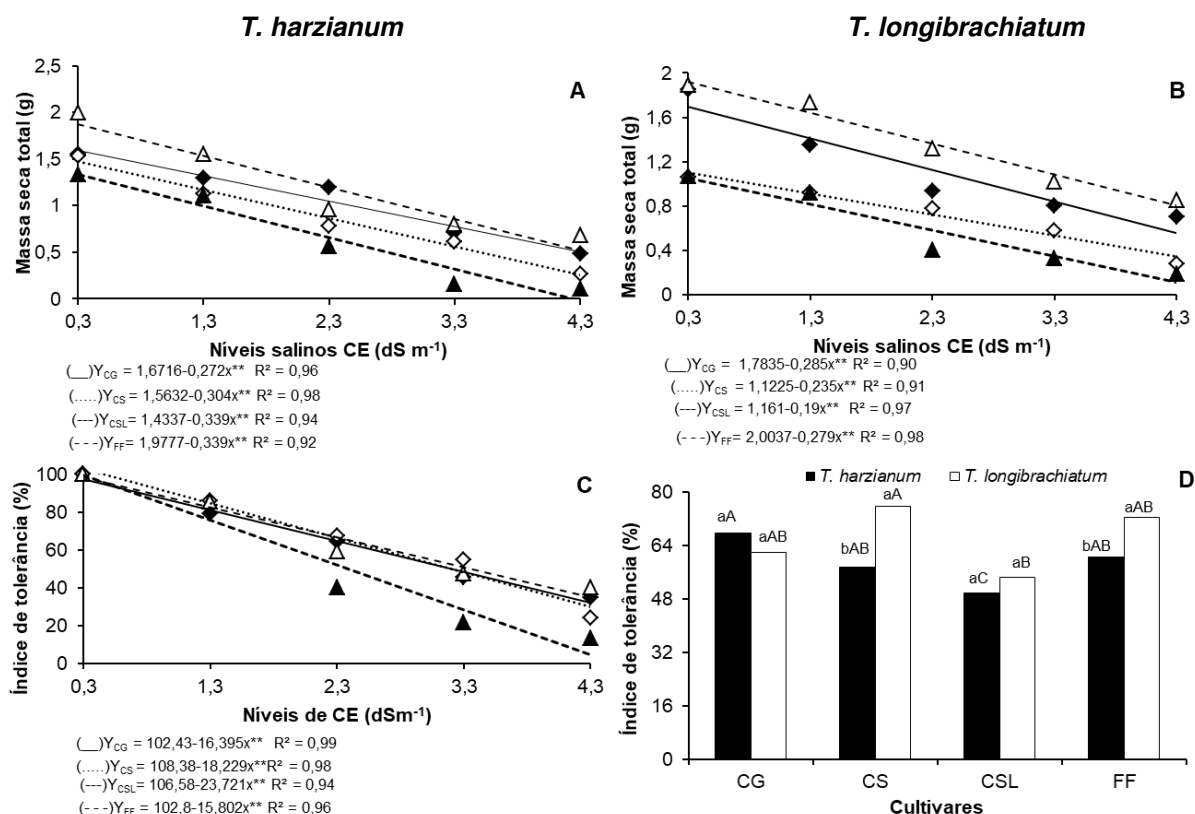 T. harzianum
T. longibrachiatum
Massa seca total (g)
2,5
2
1,5
1
0,5
0
A
0,3 1,3 2,3 3,3 4,3
Níveis salinos CE (dS m⁻¹)
(__)Y_CG = 1,6716-0,272x** R² = 0,96
(.....)Y_CS = 1,5632-0,304x** R² = 0,98
(---)Y_CSL = 1,4337-0,339x** R² = 0,94
(- - -)Y_FF= 1,9777-0,339x** R² = 0,92
Massa seca total (g)
2
1,6
1,2
0,8
0,4
0
B
0,3 1,3 2,3 3,3 4,3
Níveis salinos CE (dS m⁻¹)
(__)Y_CG = 1,7835-0,285x** R² = 0,90
(.....)Y_CS = 1,1225-0,235x** R² = 0,91
(---)Y_CSL = 1,161-0,19x** R² = 0,97
(- - -)Y_FF = 2,0037-0,279x** R² = 0,98
Índice de tolerância (%)
100
80
60
40
20
0
C
0,3 1,3 2,3 3,3 4,3
Níveis de CE (dSm⁻¹)
(__)Y_CG = 102,43-16,395x** R² = 0,99
(.....)Y_CS = 108,38-18,229x**R² = 0,98
(---)Y_CSL = 106,58-23,721x** R² = 0,94
(- - -)Y_FF = 102,8-15,802x** R² = 0,96
Índice de tolerância (%)
80
64
48
32
16
0
T. harzianum T. longibrachiatum
D
aA aAB bAB aA aC aB bAB aAB
CG CS CSL FF
Cultivares